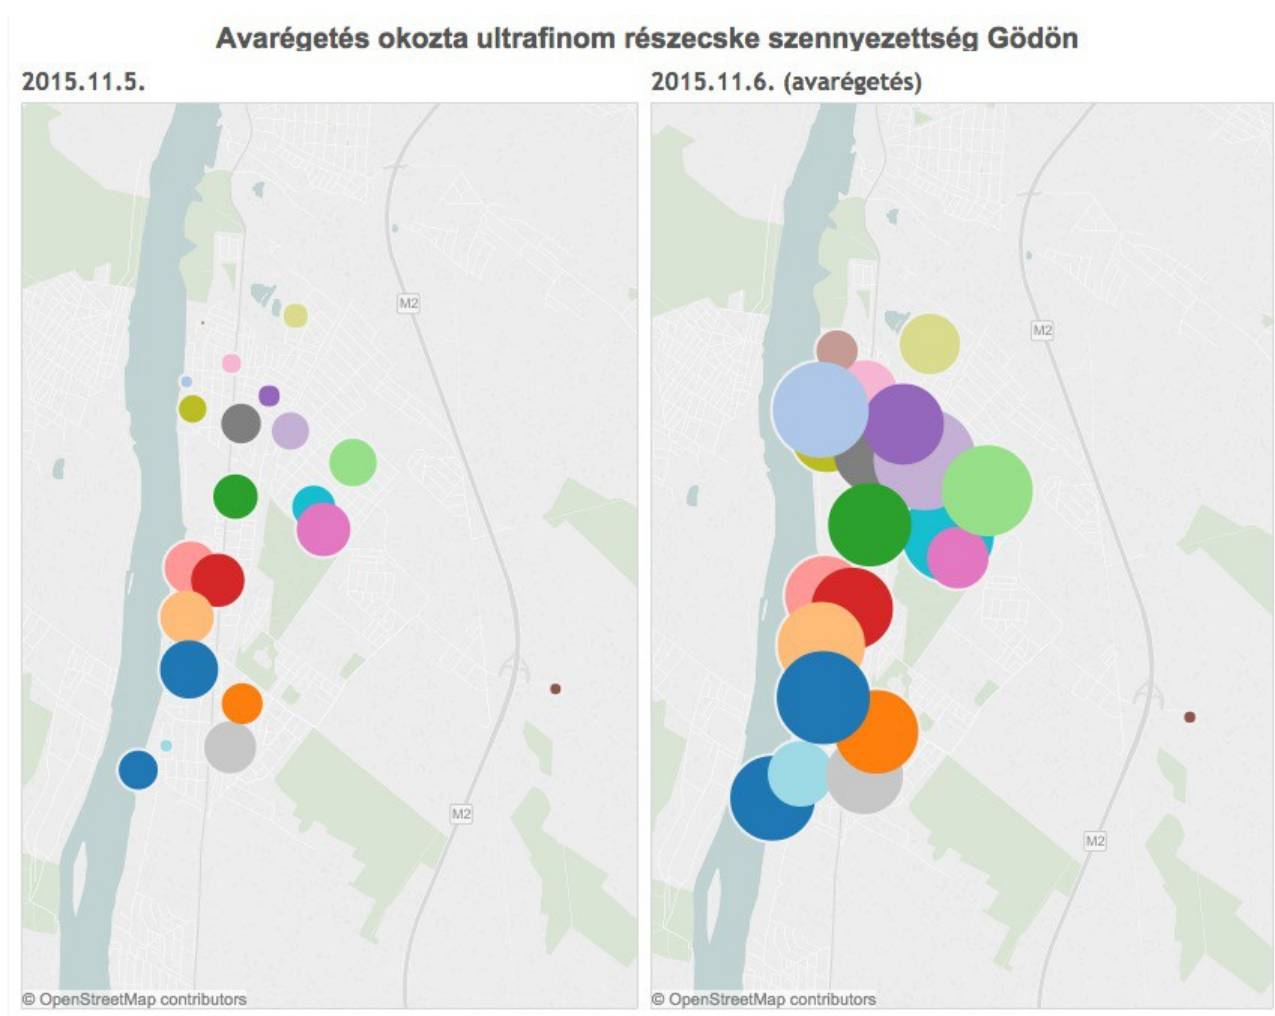 Avarégetés okozta ultrafinom részecske szennyezettség Gödön
2015.11.5.
2015.11.6. (avarégetés)
M2
M2
M2
M2
© OpenStreetMap contributors
© OpenStreetMap contributors